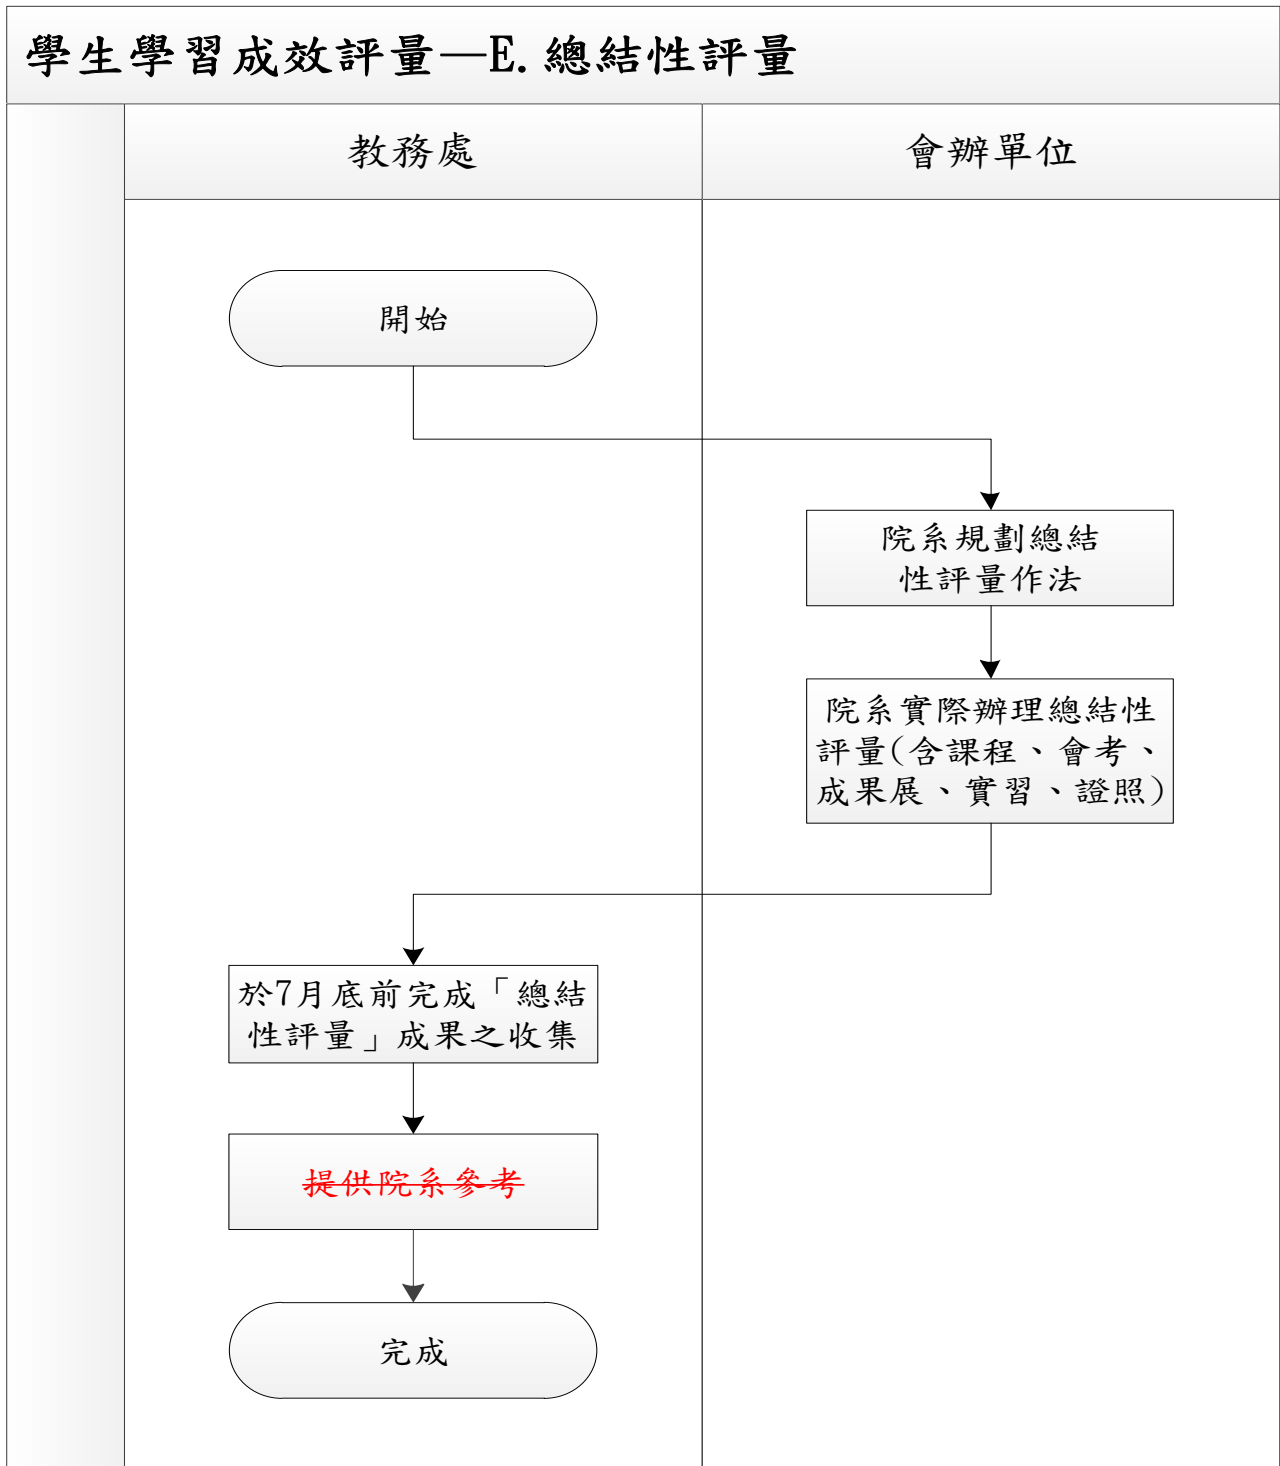 學生學習成效評量—E.總結性評量
教務處
會辦單位
開始
院系規劃總結
性評量作法
院系實際辦理總結性
評量(含課程、會考、
成果展、實習、證照)
於7月底前完成「總結
性評量」成果之收集
提供院系參考
完成